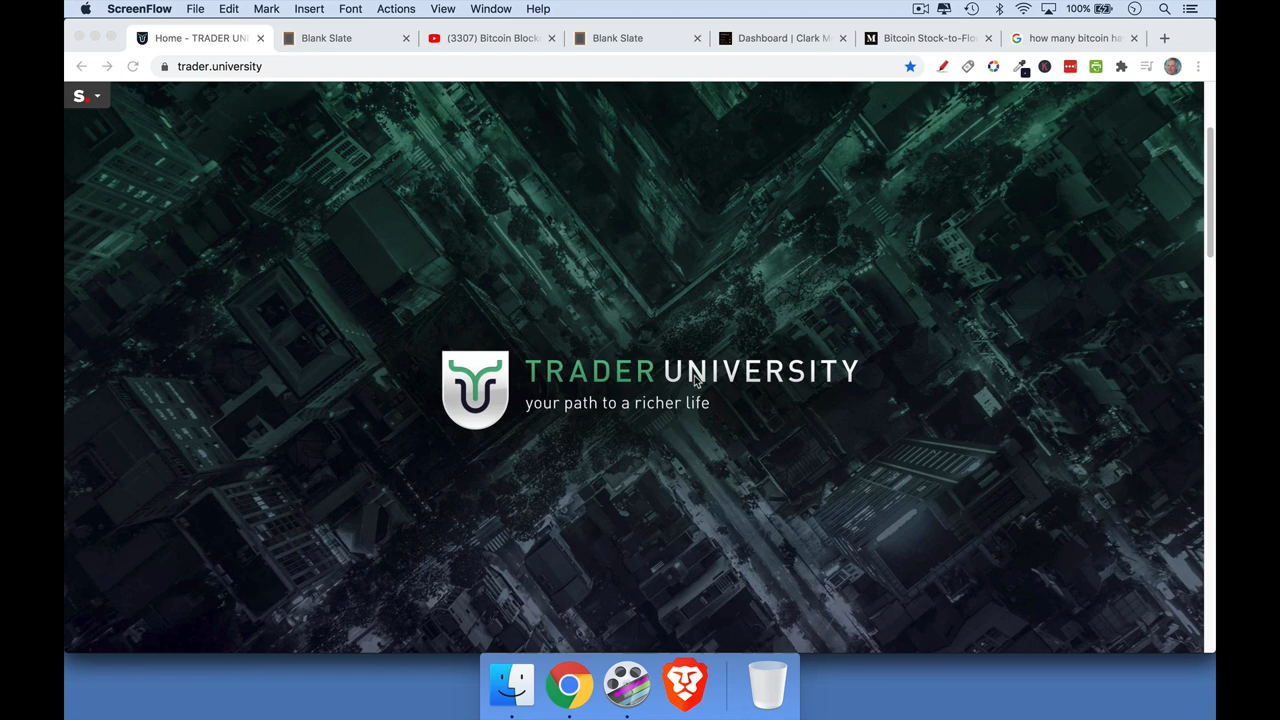 ScreenFlow File Edit Mark Insert Font Actions View Window Help 100%
Home - TRADER UNI Blank Slate (3307) Bitcoin Block Blank Slate Dashboard | Clark M Bitcoin Stock-to-Flo how many bitcoin ha
trader.university
S.
TRADER UNIVERSITY
your path to a richer life